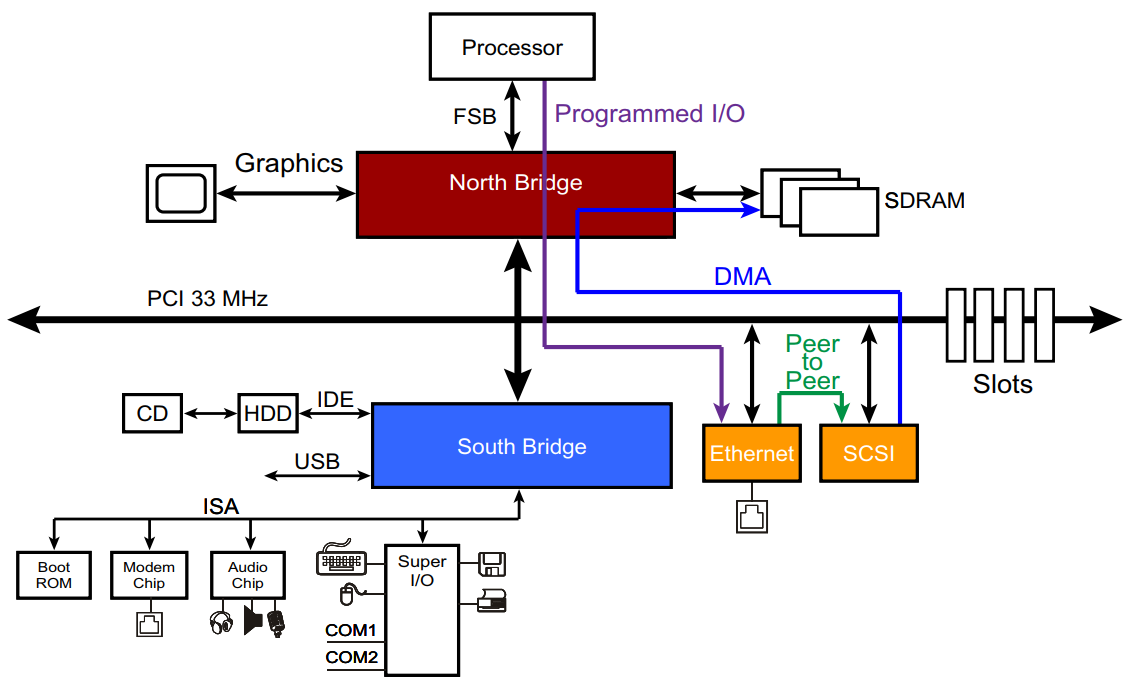 Processor
FSB
Programmed I/O
Graphics
North Bridge
SDRAM
DMA
PCI 33 MHz
Peer
to
Peer
Slots
CD
HDD
IDE
South Bridge
Ethernet
SCSI
USB
ISA
Boot
ROM
Modem
Chip
Audio
Chip
Super
I/O
COM1
COM2